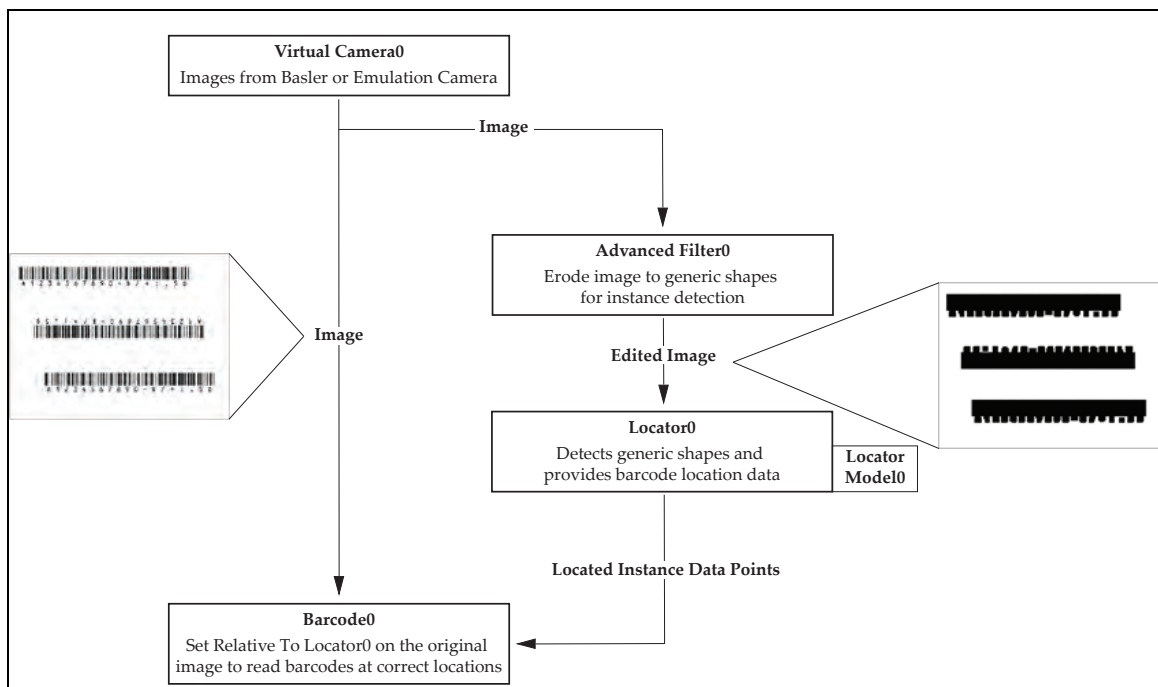 Virtual Camera0
Images from Basler or Emulation Camera
Image
Advanced Filter0
Erode image to generic shapes
for instance detection
Image
Edited Image
Locator0
Detects generic shapes and
provides barcode location data
Locator
Model0
Located Instance Data Points
Barcode0
Set Relative To Locator0 on the original
image to read barcodes at correct locations